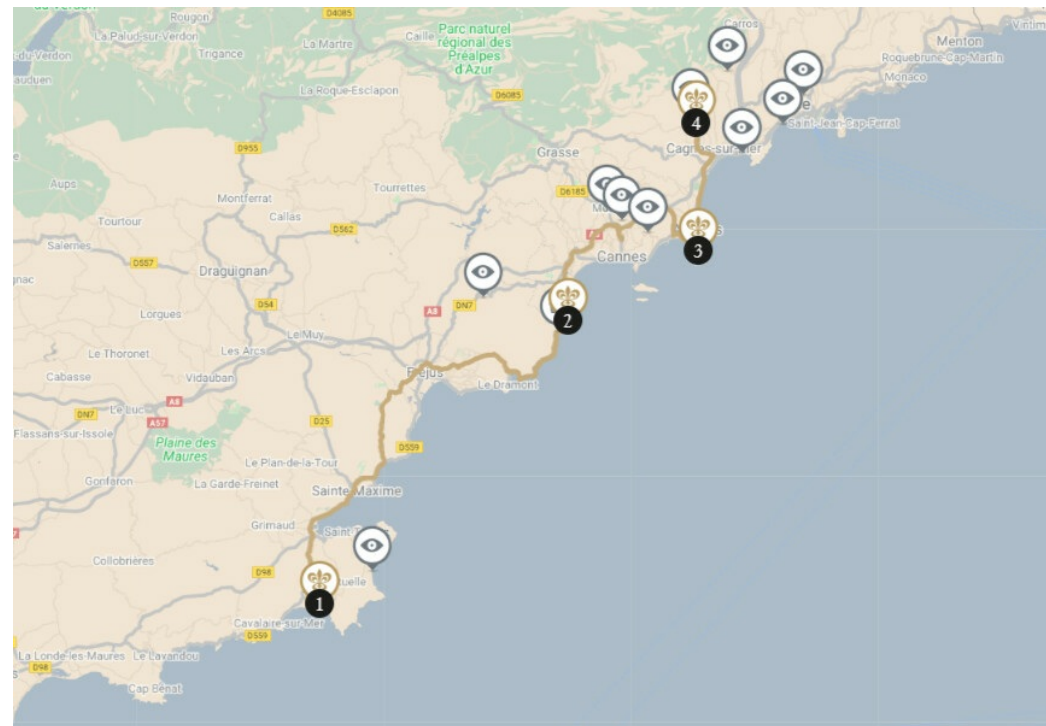 D4085
Rougon
Carros
La Palud-sur-Verdon
Trigance
La Martre
Caille
Parc naturel
régional des
Préalpes
d'Azur
Menton
Roquebrune-Cap-Martin
Monaco
La Roque-Esclapon
D6085
4
Saint-Jean-Cap-Ferrat
D955
Grasse
Cagnes-sur-Mer
Aups
Tourrettes
D6185
Montferrat
Callas
Tourtour
D562
Salernes
D557
Draguignan
Cannes
3
DN7
2
Lorgues
D54
A8
Le Muy
Le Thoronet
Les Arcs
Fréjus
Cabasse
Vidauban
Le Dramont
A8
DN7
Le Luc
A57
D25
Flassans-sur-Issole
Plaine des
Maures
D559
Le Plan-de-la-Tour
Gonfaron
La Garde-Freinet
Sainte-Maxime
Grimaud
Collobrières
D98
1
Cavalaire-sur-Mer
D559
La Londe-les-Maures
Le Lavandou
D98
Cap Bénat